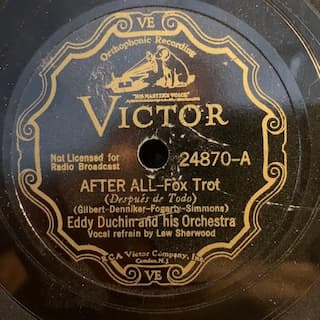 VE
Orthophonic Recording
"HIS MASTER'S VOICE"
VICTOR
Not Licensed for
Radio Broadcast
24870-A
AFTER ALL-Fox Trot
(Después de Todo)
(Gilbert-Denniker-Fogarty-Simmons)
Eddy Duchin and his Orchestra
Vocal refrain by Lew Sherwood
RCA Victor Company, Inc.
Camden, N.J.
VE
VE